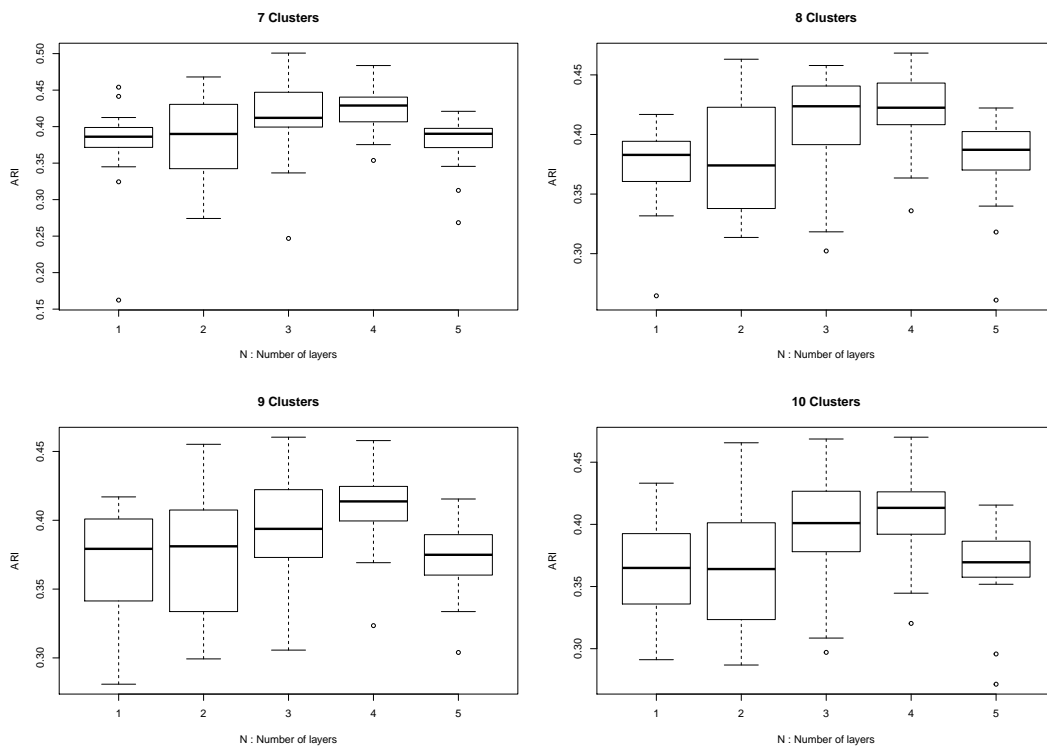 7 Clusters
ARI
0.50
0.45
0.40
0.35
0.30
0.25
0.20
0.15
1 2 3 4 5
N : Number of layers
8 Clusters
ARI
0.45
0.40
0.35
0.30
1 2 3 4 5
N : Number of layers
9 Clusters
ARI
0.45
0.40
0.35
0.30
1 2 3 4 5
N : Number of layers
10 Clusters
ARI
0.45
0.40
0.35
0.30
1 2 3 4 5
N : Number of layers